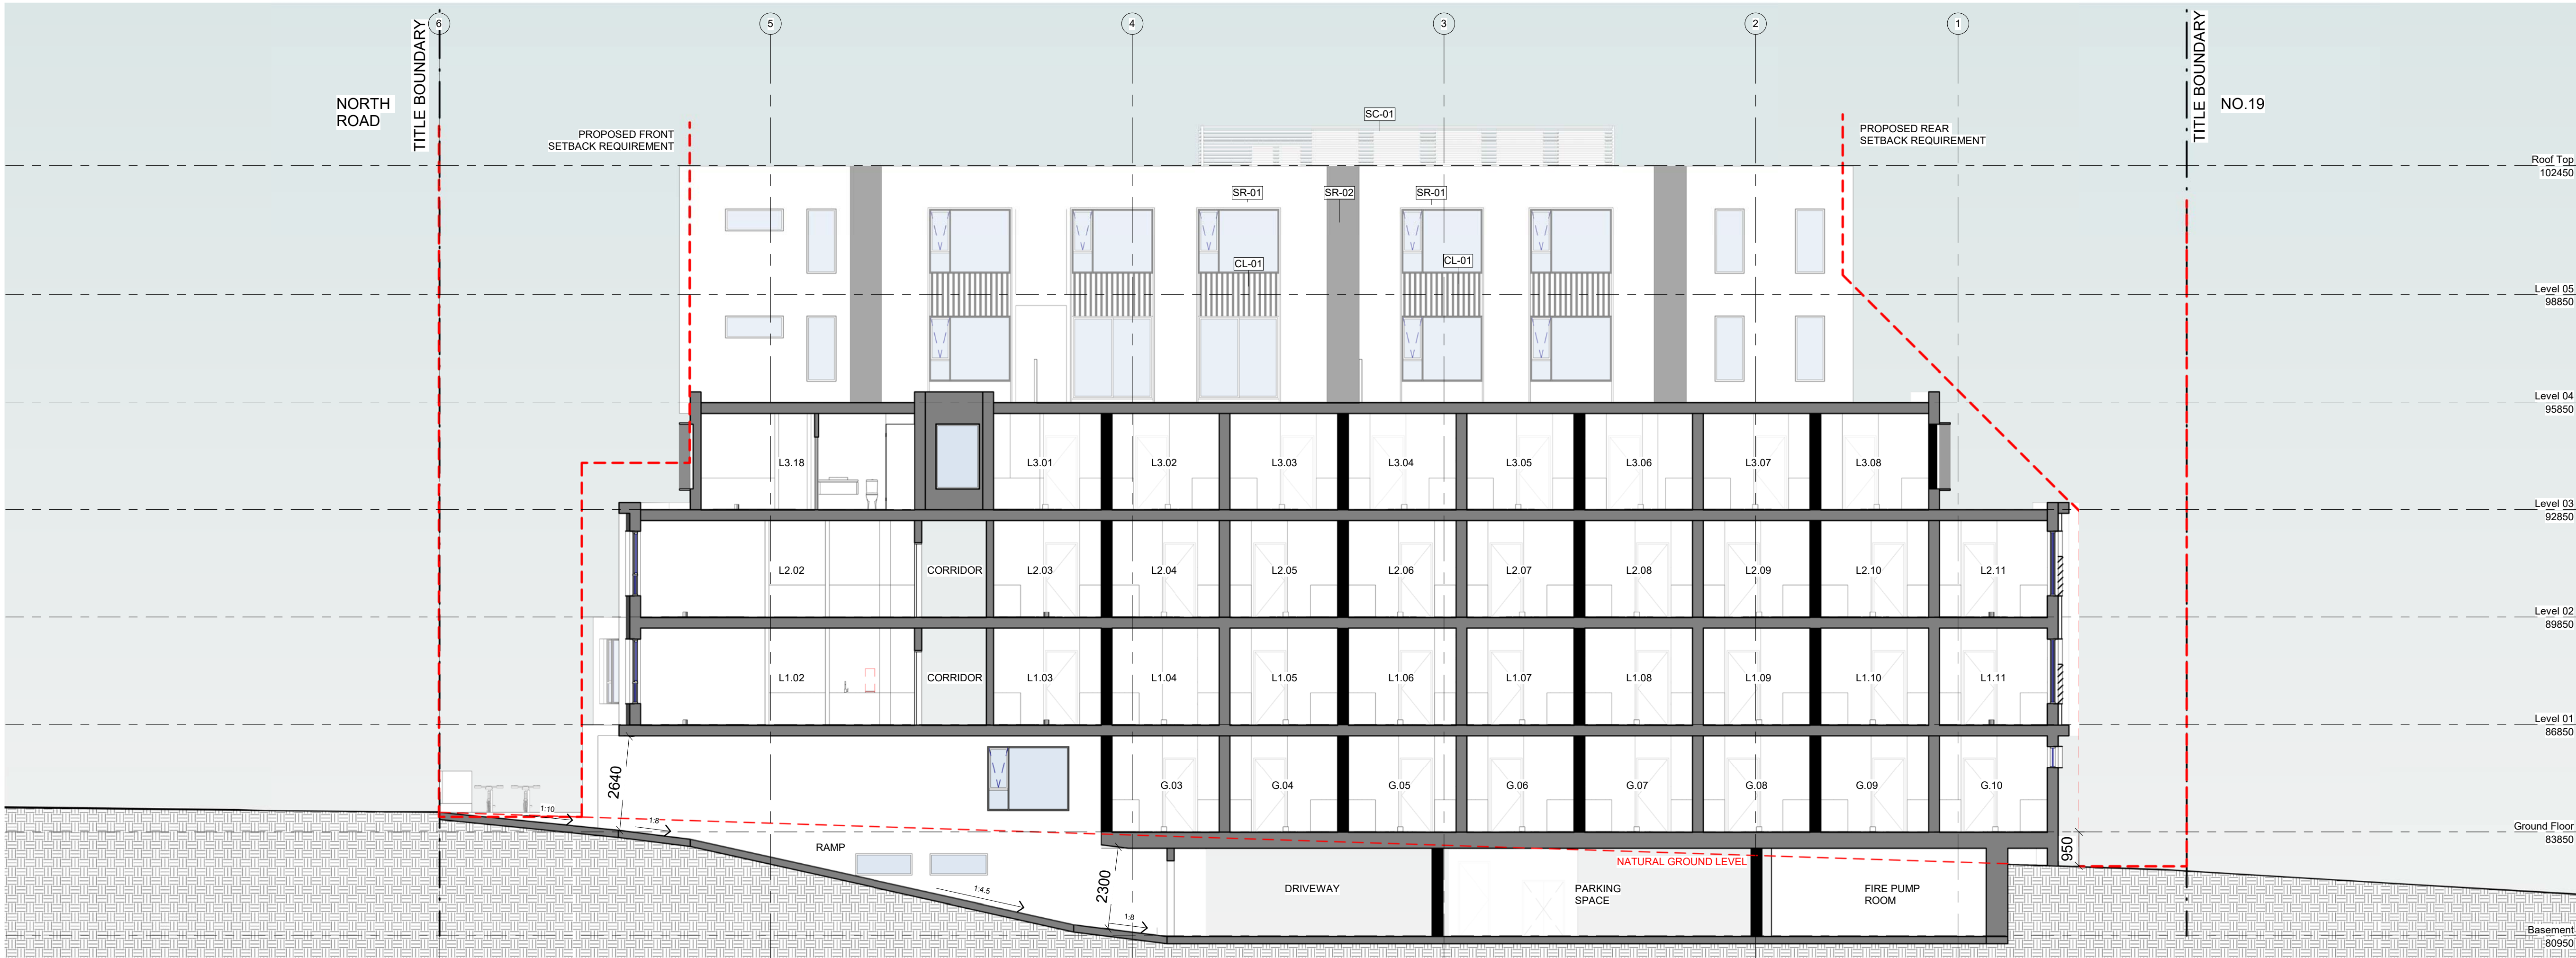 6
5
4
3
2
1
TITLE BOUNDARY
TITLE BOUNDARY
NORTH
ROAD
NO.19
SC-01
PROPOSED FRONT
SETBACK REQUIREMENT
PROPOSED REAR
SETBACK REQUIREMENT
Roof Top
102450
SR-01
SR-02
SR-01
CL-01
CL-01
Level 05
98850
Level 04
95850
L3.18
L3.01
L3.02
L3.03
L3.04
L3.05
L3.06
L3.07
L3.08
Level 03
92850
L2.02
CORRIDOR
L2.03
L2.04
L2.05
L2.06
L2.07
L2.08
L2.09
L2.10
L2.11
Level 02
89850
L1.02
CORRIDOR
L1.03
L1.04
L1.05
L1.06
L1.07
L1.08
L1.09
L1.10
L1.11
Level 01
86850
2640
G.03
G.04
G.05
G.06
G.07
G.08
G.09
G.10
1:10
1:8
Ground Floor
83850
RAMP
950
NATURAL GROUND LEVEL
2300
1:4.5
1:8
DRIVEWAY
PARKING
SPACE
FIRE PUMP
ROOM
Basement
80950